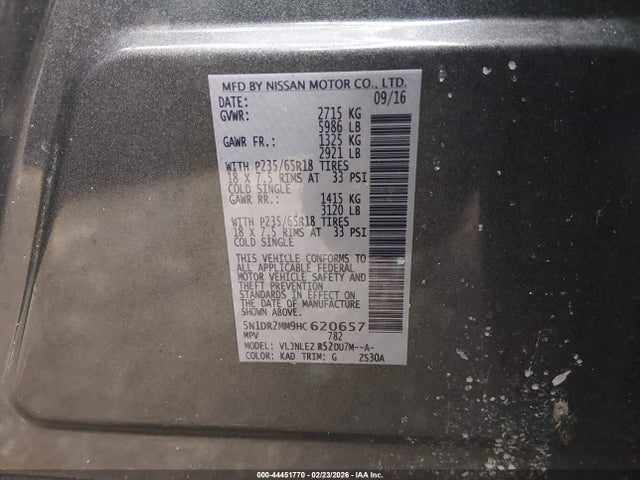 MFD BY NISSAN MOTOR CO., LTD.
DATE: 09/16
GVWR: 2715 KG
5986 LB
GAWR FR.: 1325 KG
2921 LB
WITH P235/65R18 TIRES
18 X 7.5 RIMS AT 33 PSI
COLD SINGLE
GAWR RR.: 1415 KG
3120 LB
WITH P235/65R18 TIRES
18 X 7.5 RIMS AT 33 PSI
COLD SINGLE
THIS VEHICLE CONFORMS TO
ALL APPLICABLE FEDERAL
MOTOR VEHICLE SAFETY AND
THEFT PREVENTION
STANDARDS IN EFFECT ON
THE DATE OF MANUFACTURE
SHOWN ABOVE.
5N1DR2MM9HC 620657
MPV 782
MODEL: VLJNLEZ R52DU7M--A-
COLOR: KAD TRIM: G ZS30A
000-44451770 - 02/23/2026 - IAA Inc.